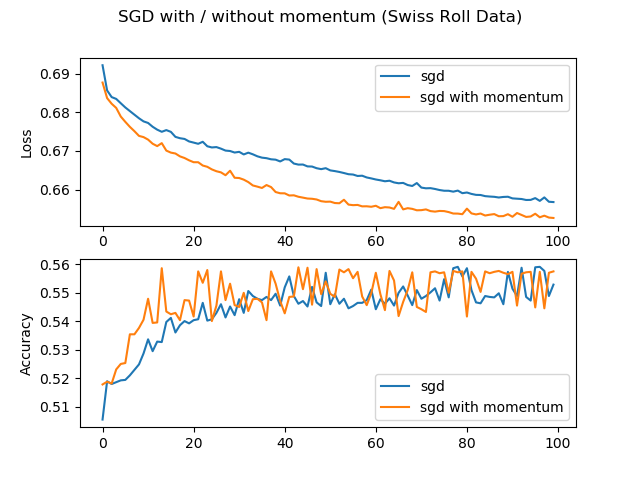 SGD with / without momentum (Swiss Roll Data)
Loss
0.69
0.68
0.67
0.66
sgd
sgd with momentum
0 20 40 60 80 100
Accuracy
0.56
0.55
0.54
0.53
0.52
0.51
sgd
sgd with momentum
0 20 40 60 80 100